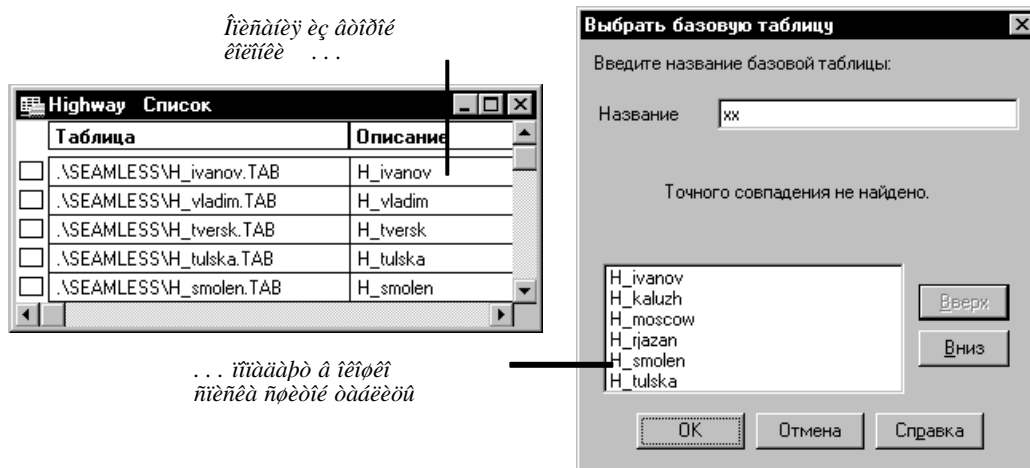 Îïèñàíèÿ èç âòîðîé
êîëîíêè . . .
Highway Список
Таблица Описание
.\SEAMLESS\H_ivanov.TAB H_ivanov
.\SEAMLESS\H_vladim.TAB H_vladim
.\SEAMLESS\H_tversk.TAB H_tversk
.\SEAMLESS\H_tulska.TAB H_tulska
.\SEAMLESS\H_smolen.TAB H_smolen
. . . ïîïàäàþò â îêîøêî
ñïèñêà ñøèòîé òàáëèöû
Выбрать базовую таблицу
Введите название базовой таблицы:
Название xx
Точного совпадения не найдено.
H_ivanov
H_kaluzh
H_moscow
H_rjazan
H_smolen
H_tulska
Вверх
Вниз
OK Отмена Справка